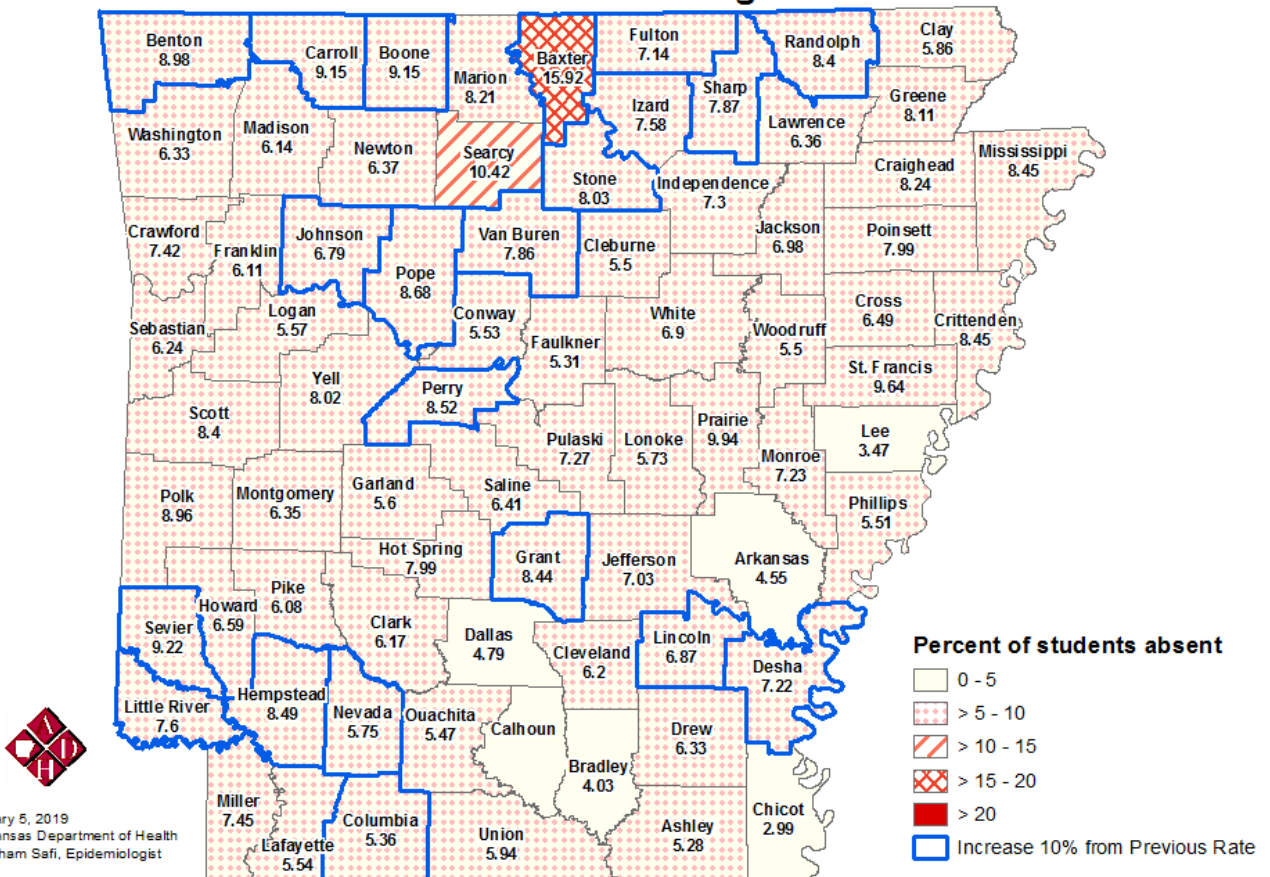 Benton
8.98
Carroll
9.15
Boone
9.15
Marion
8.21
Baxter
15.92
Fulton
7.14
Randolph
8.4
Clay
5.86
Greene
8.11
Sharp
7.87
Izard
7.58
Lawrence
6.36
Washington
6.33
Madison
6.14
Newton
6.37
Searcy
10.42
Stone
8.03
Independence
7.3
Craighead
8.24
Mississippi
8.45
Crawford
7.42
Franklin
6.11
Johnson
6.79
Pope
8.68
Van Buren
7.86
Cleburne
5.5
Jackson
6.98
Poinsett
7.99
Sebastian
6.24
Logan
5.57
Conway
5.53
Faulkner
5.31
White
6.9
Woodruff
5.5
Cross
6.49
Crittenden
8.45
St. Francis
9.64
Scott
8.4
Yell
8.02
Perry
8.52
Pulaski
7.27
Lonoke
5.73
Prairie
9.94
Monroe
7.23
Lee
3.47
Phillips
5.51
Polk
8.96
Montgomery
6.35
Garland
5.6
Saline
6.41
Hot Spring
7.99
Grant
8.44
Jefferson
7.03
Arkansas
4.55
Pike
6.08
Howard
6.59
Sevier
9.22
Clark
6.17
Dallas
4.79
Cleveland
6.2
Lincoln
6.87
Desha
7.22
Little River
7.6
Hempstead
8.49
Nevada
5.75
Ouachita
5.47
Calhoun
Bradley
4.03
Drew
6.33
Miller
7.45
Lafayette
5.54
Columbia
5.36
Union
5.94
Ashley
5.28
Chicot
2.99
Percent of students absent
0 - 5
> 5 - 10
> 10 - 15
> 15 - 20
> 20
Increase 10% from Previous Rate
A
D
H
ry 5, 2019
ansas Department of Health
ham Safi, Epidemiologist